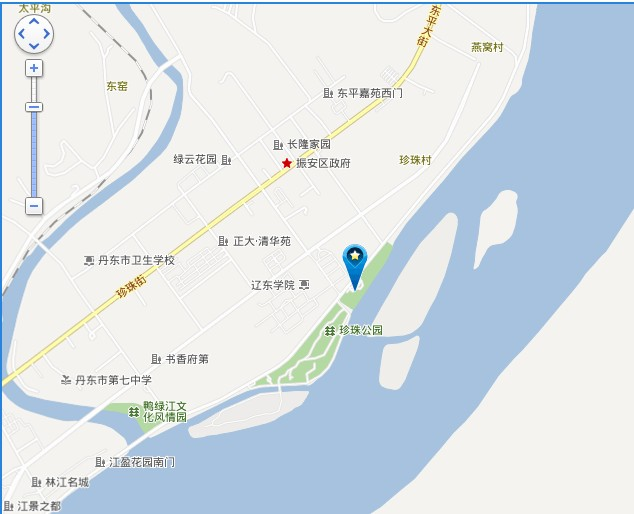 太平沟
东平大街
燕窝村
东窑
东平嘉苑西门
长隆家园
绿云花园
振安区政府
珍珠村
正大·清华苑
丹东市卫生学校
辽东学院
珍珠街
珍珠公园
书香府第
丹东市第七中学
鸭绿江文
化风情园
江盈花园南门
林江名城
江景之都